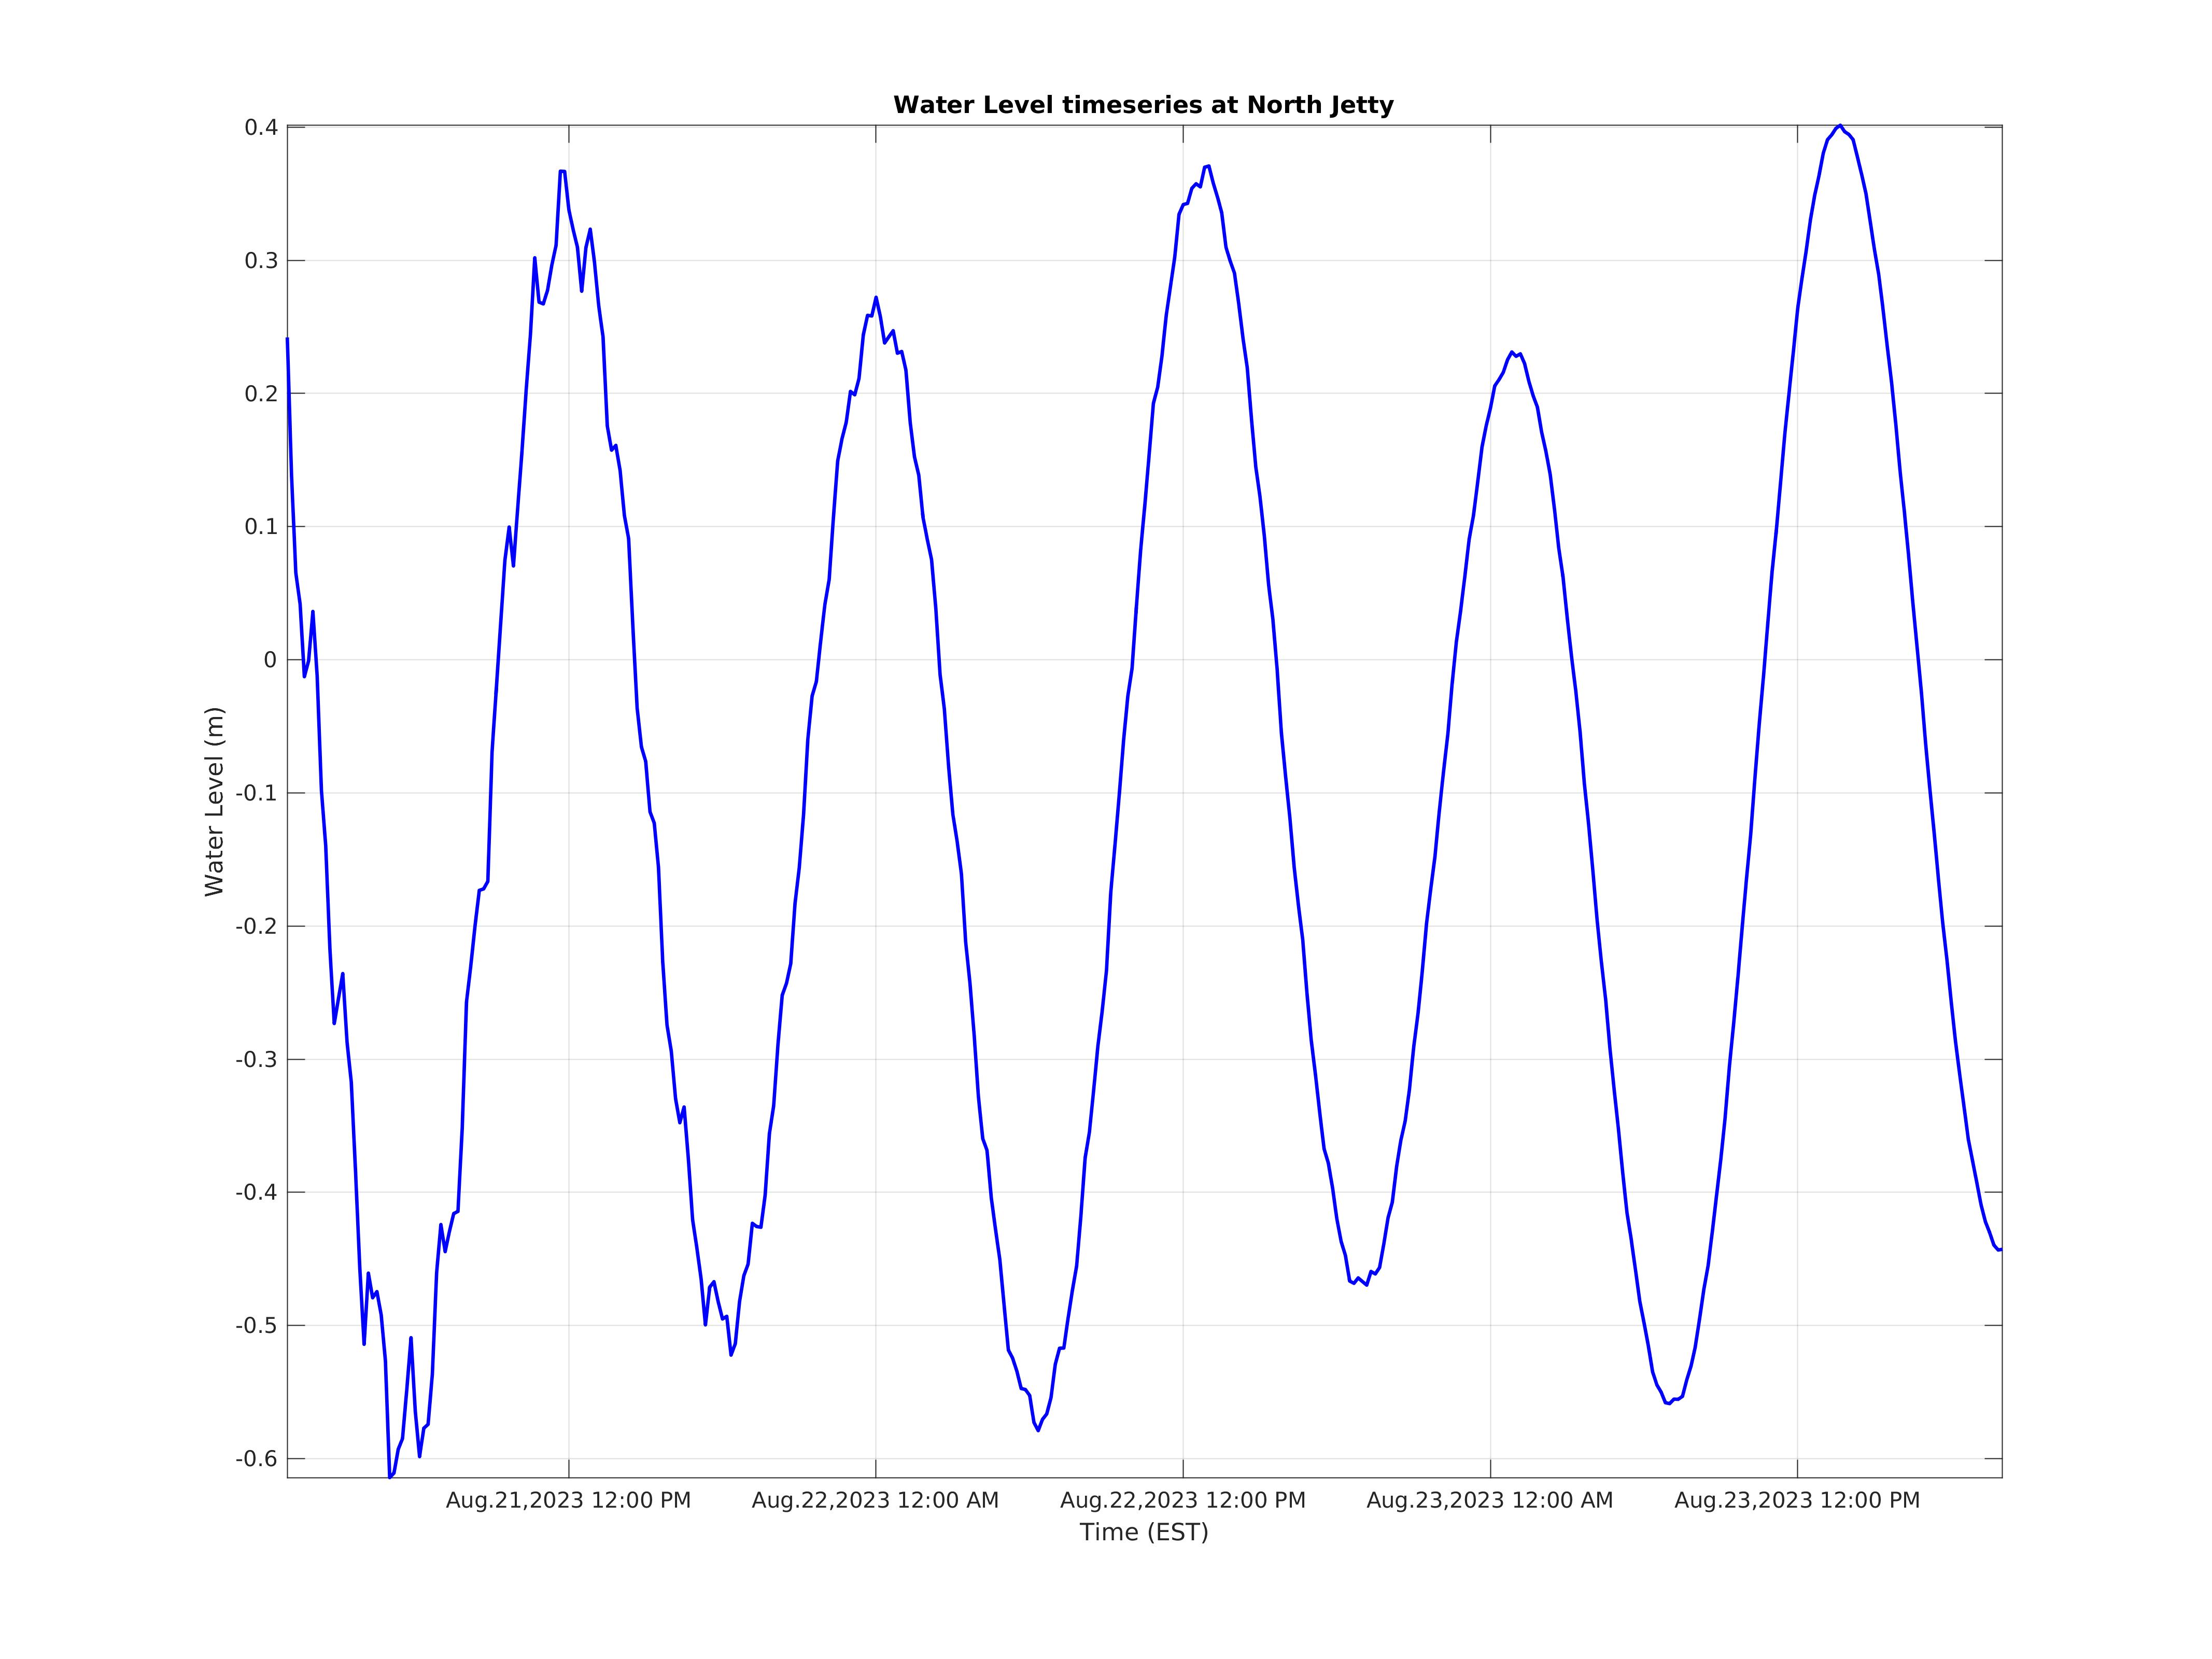 Water Level timeseries at North Jetty
0.4
0.3
0.2
0.1
0
-0.1
-0.2
-0.3
-0.4
-0.5
-0.6
Water Level (m)
Aug.21,2023 12:00 PM
Aug.22,2023 12:00 AM
Aug.22,2023 12:00 PM
Aug.23,2023 12:00 AM
Aug.23,2023 12:00 PM
Time (EST)